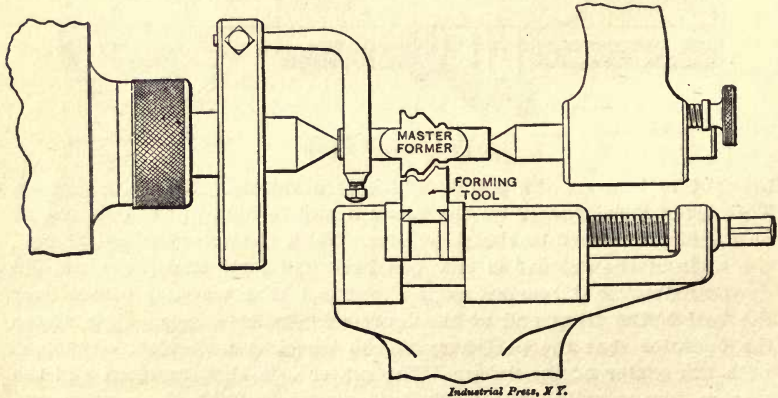 MASTER
FORMER
FORMING
TOOL
Industrial Press, N.Y.